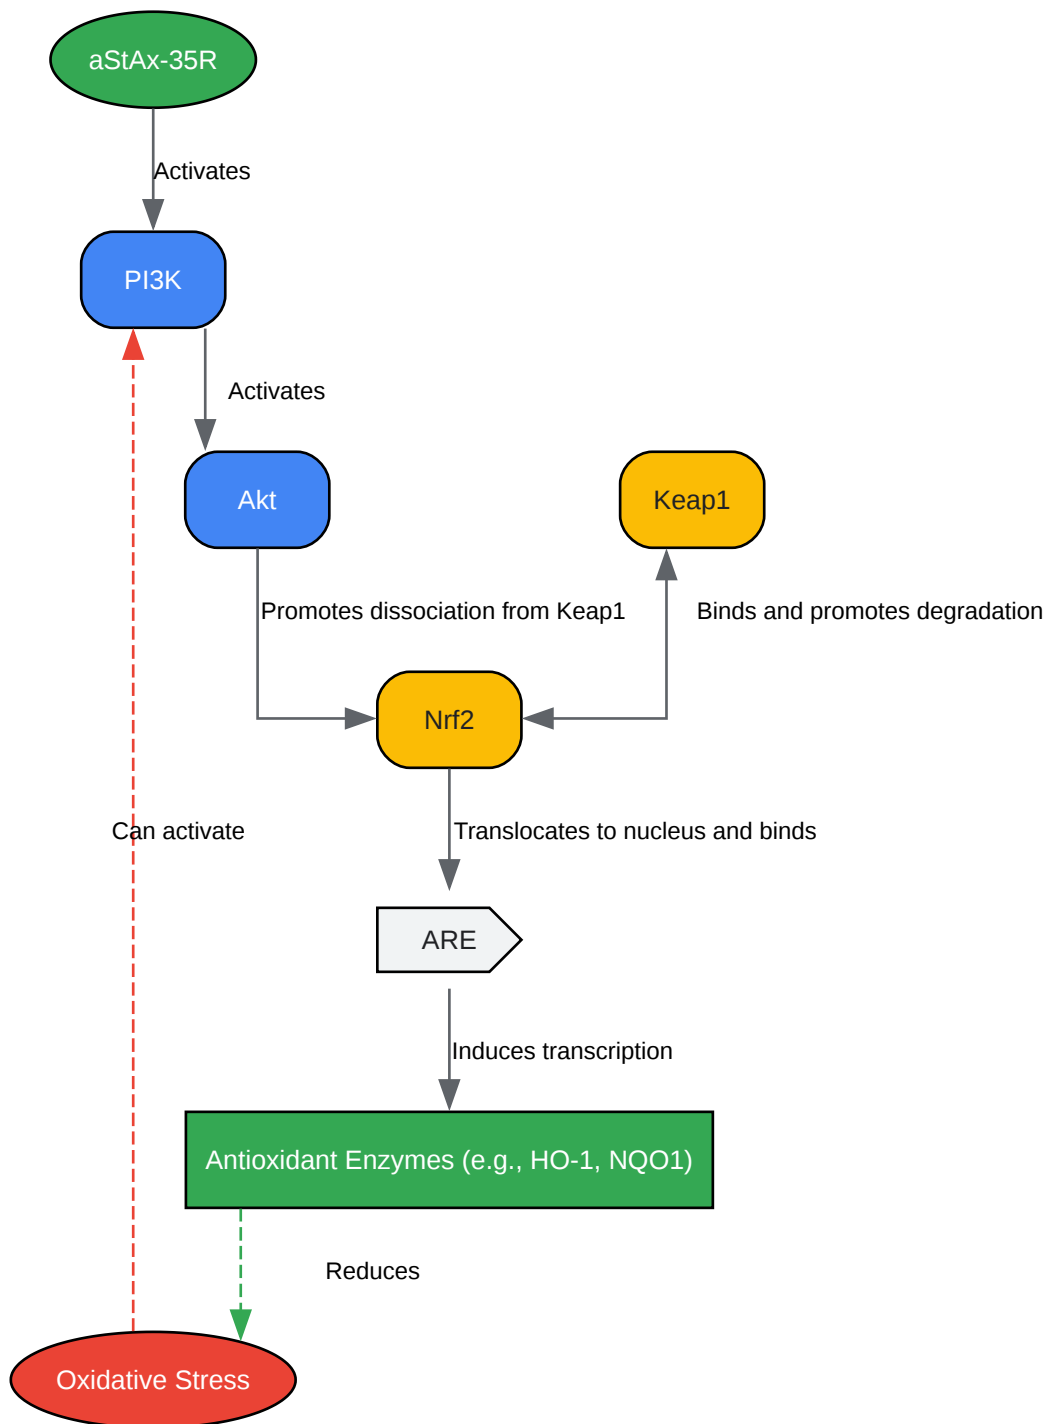 aStAx-35R
Activates
PI3K
Activates
Akt
Keap1
Promotes dissociation from Keap1
Binds and promotes degradation
Nrf2
Can activate
Translocates to nucleus and binds
ARE
Induces transcription
Antioxidant Enzymes (e.g., HO-1, NQO1)
Reduces
Oxidative Stress